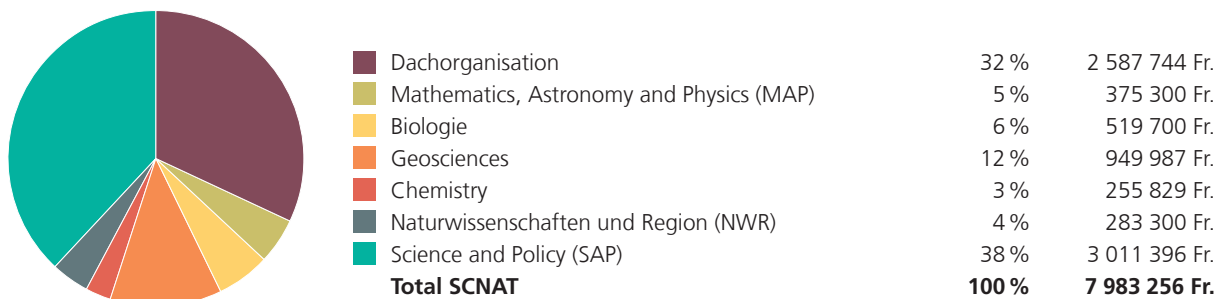 Dachorganisation 32 % 2 587 744 Fr.
Mathematics, Astronomy and Physics (MAP) 5 % 375 300 Fr.
Biologie 6 % 519 700 Fr.
Geosciences 12 % 949 987 Fr.
Chemistry 3 % 255 829 Fr.
Naturwissenschaften und Region (NWR) 4 % 283 300 Fr.
Science and Policy (SAP) 38 % 3 011 396 Fr.
Total SCNAT 100 % 7 983 256 Fr.